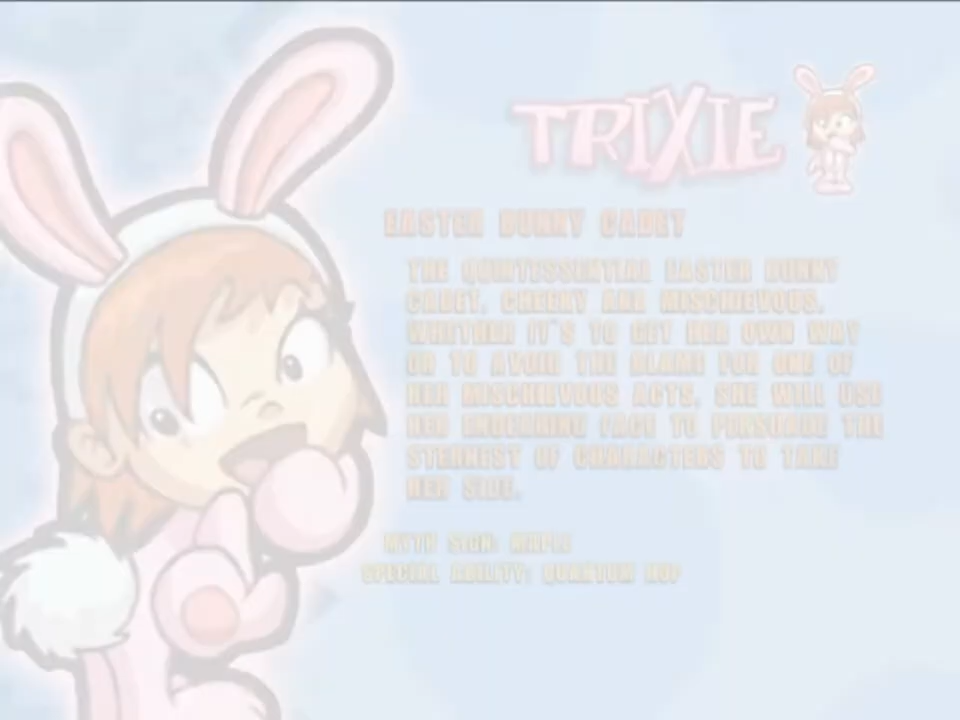 TRIXIE
EASTER BUNNY CADET
THE QUINTESSENTIAL EASTER BUNNY
CADET. CHEEKY AND MISCHIEVOUS.
WHETHER IT'S TO GET HER OWN WAY
OR TO AVOID THE BLAME FOR ONE OF
HER MISCHIEVOUS ACTS. SHE WILL USE
HER ENDEARING FACE TO PERSUADE THE
STERNEST OF CHARACTERS TO TAKE
HER SIDE.
MYTH SIGN: MAPLE
SPECIAL ABILITY: QUANTUM HOP